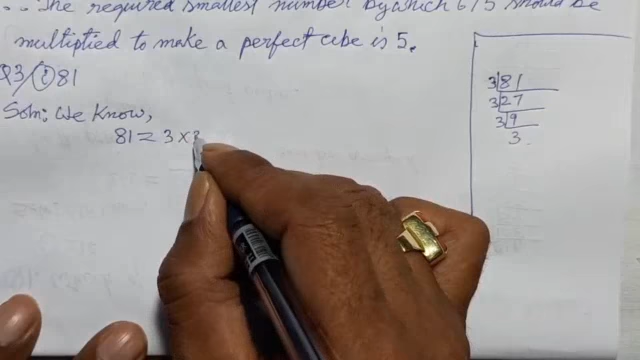 ∴ The required smallest number by which 675 should be
multiplied to make a perfect cube is 5.
Q3/ (i) 81
Soln: We Know,
81 = 3 × 3
3 | 81
3 | 27
3 | 9
3